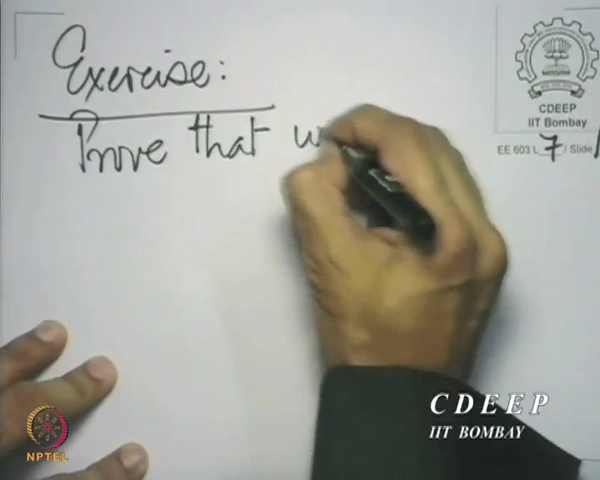 Exercise:
Prove that
CDEEP
IIT Bombay
EE 603 L 7 / Slide
CDEEP
IIT BOMBAY
NPTEL